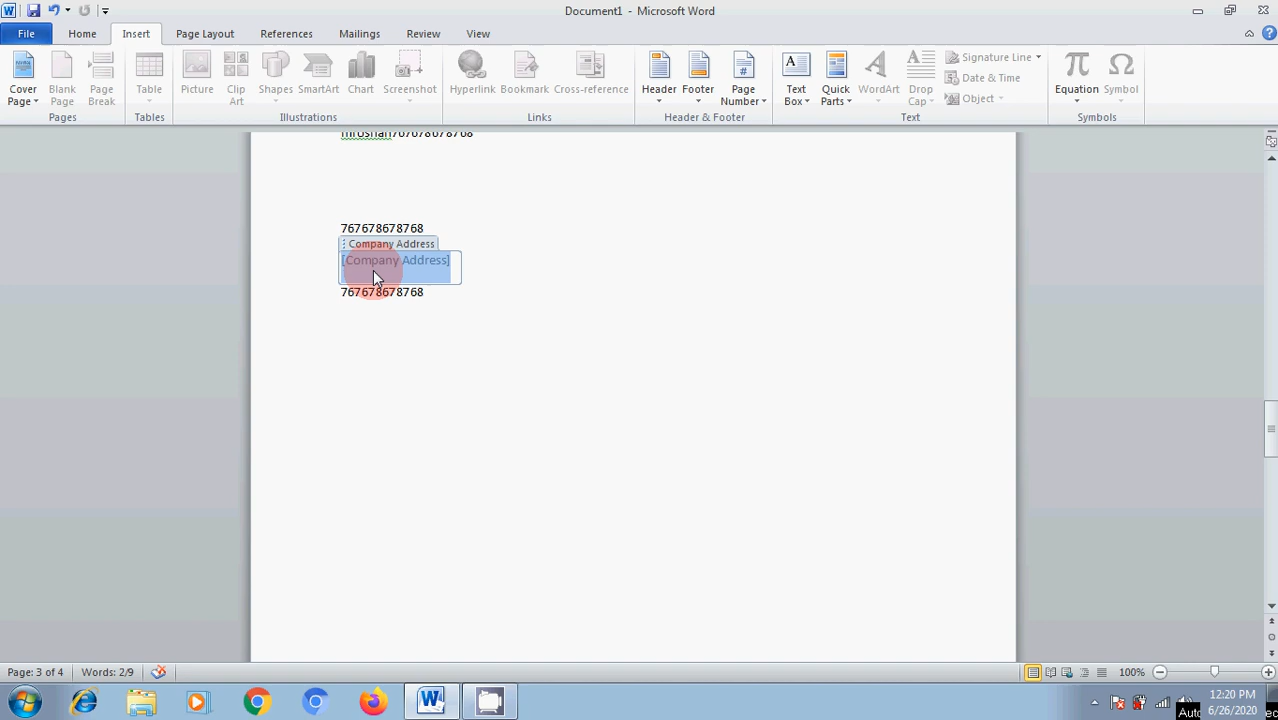 Document1 - Microsoft Word
File Home Insert Page Layout References Mailings Review View
Cover Page
Blank Page
Page Break
Table
Picture
Clip Art
Shapes
SmartArt
Chart
Screenshot
Hyperlink
Bookmark
Cross-reference
Header
Footer
Page Number
Text Box
Quick Parts
WordArt
Drop Cap
Signature Line
Date & Time
Object
Equation
Symbol
Pages Tables Illustrations Links Header & Footer Text Symbols
767678678768
Company Address
[Company Address]
767678678768
Page: 3 of 4 Words: 2/9 100%
12:20 PM
6/26/2020